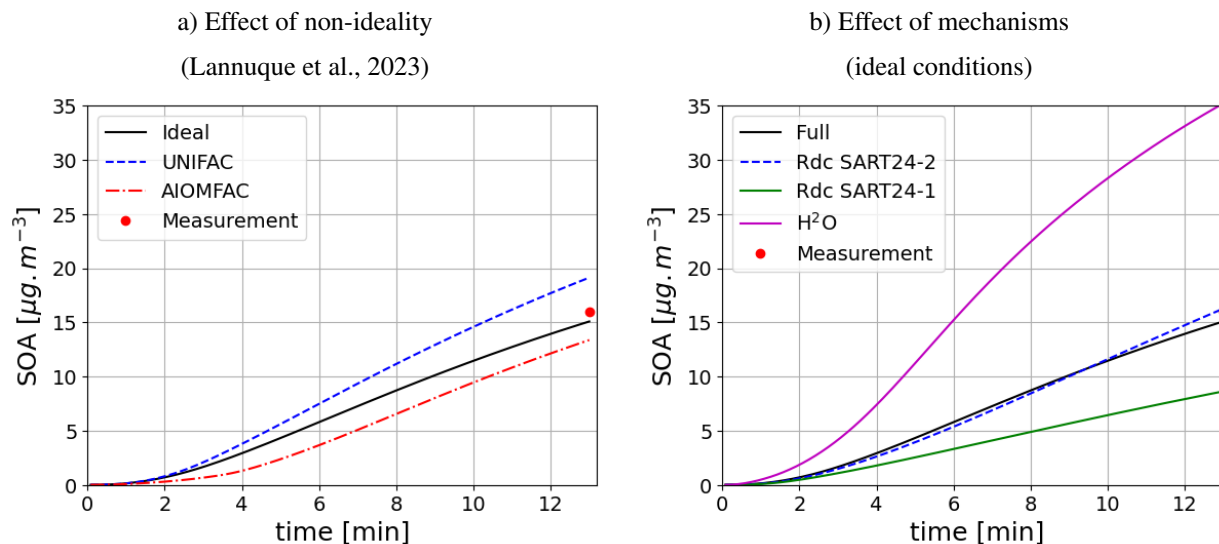 a) Effect of non-ideality
(Lannuque et al., 2023)
35
30
25
20
15
10
5
0
SOA [μg.m⁻³]
Ideal
UNIFAC
AIOMFAC
Measurement
0 2 4 6 8 10 12
time [min]
b) Effect of mechanisms
(ideal conditions)
35
30
25
20
15
10
5
0
SOA [μg.m⁻³]
Full
Rdc SART24-2
Rdc SART24-1
H²O
Measurement
0 2 4 6 8 10 12
time [min]